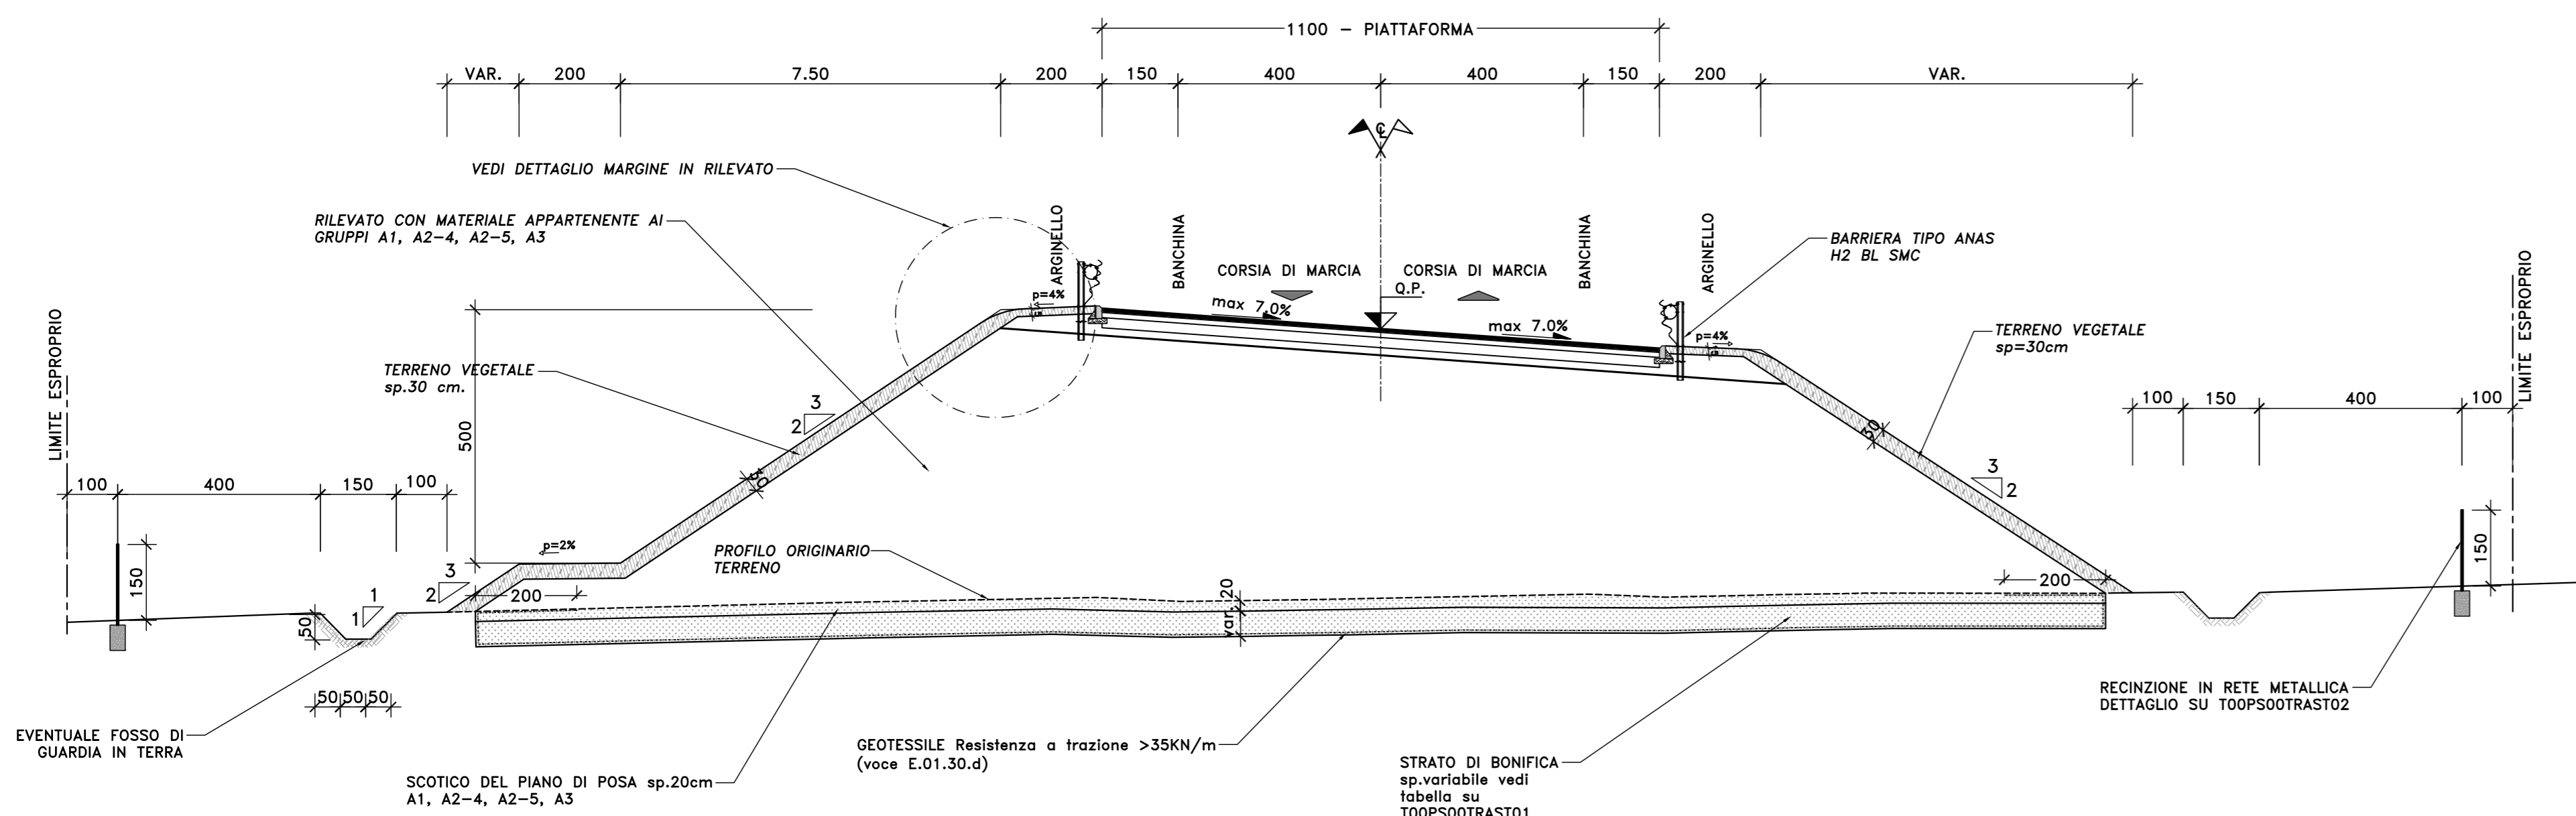 1100 - PIATTAFORMA
VAR. 200 7.50 200 150 400 400 150 200 VAR.
℄
VEDI DETTAGLIO MARGINE IN RILEVATO
RILEVATO CON MATERIALE APPARTENENTE AI
GRUPPI A1, A2-4, A2-5, A3
ARGINELLO
BANCHINA
CORSIA DI MARCIA
CORSIA DI MARCIA
BANCHINA
ARGINELLO
BARRIERA TIPO ANAS
H2 BL SMC
Q.P.
p=4%
max 7.0%
max 7.0%
p=4%
LIMITE ESPROPRIO
LIMITE ESPROPRIO
TERRENO VEGETALE
sp.30 cm.
TERRENO VEGETALE
sp=30cm
3
2
500
30
30
3
2
100 400 150 100
100 150 400 100
150
150
p=2%
3
2
1
1
50
200
200
PROFILO ORIGINARIO
TERRENO
20
var.
50 50 50
EVENTUALE FOSSO DI
GUARDIA IN TERRA
SCOTICO DEL PIANO DI POSA sp.20cm
A1, A2-4, A2-5, A3
GEOTESSILE Resistenza a trazione >35KN/m
(voce E.01.30.d)
STRATO DI BONIFICA
sp.variabile vedi
tabella su
T00PS00TRAST01
RECINZIONE IN RETE METALLICA
DETTAGLIO SU T00PS00TRAST02